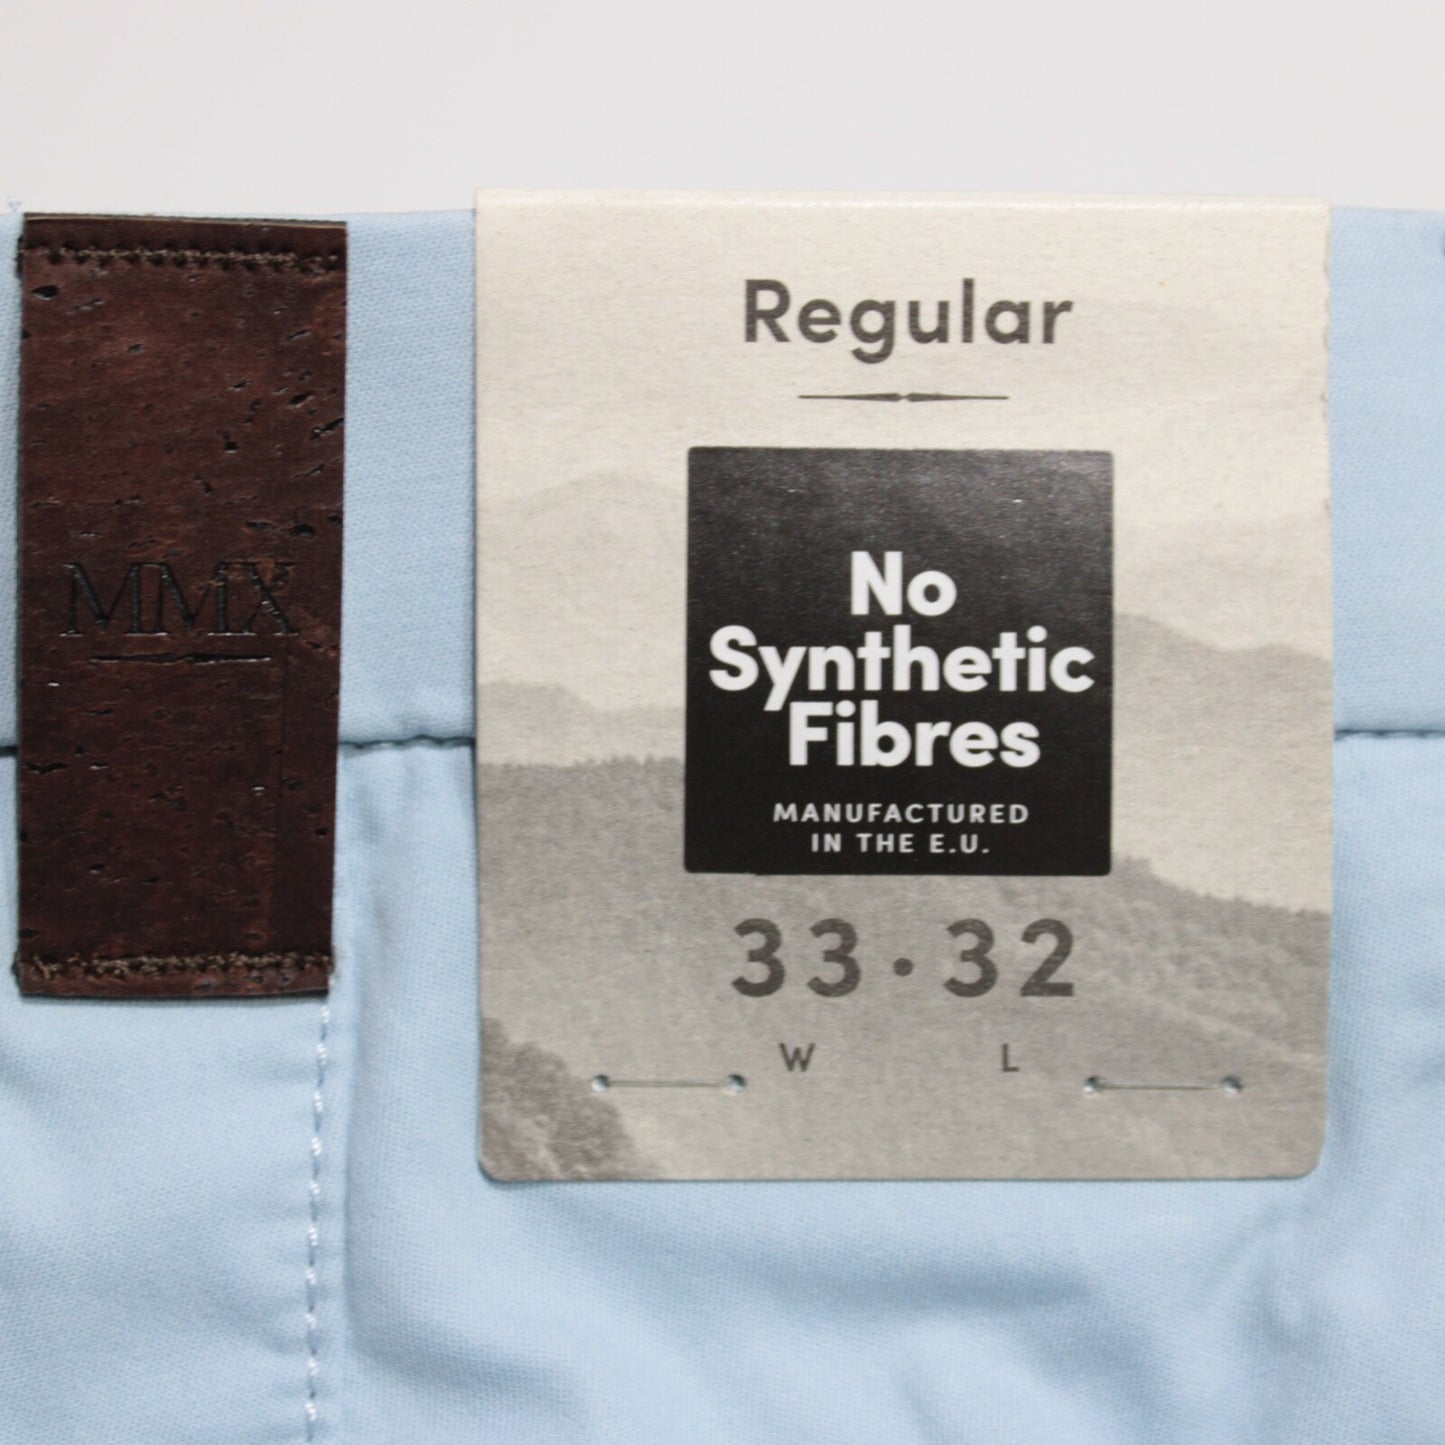 MMX
Regular
No
Synthetic
Fibres
MANUFACTURED
IN THE E.U.
33·32
W L